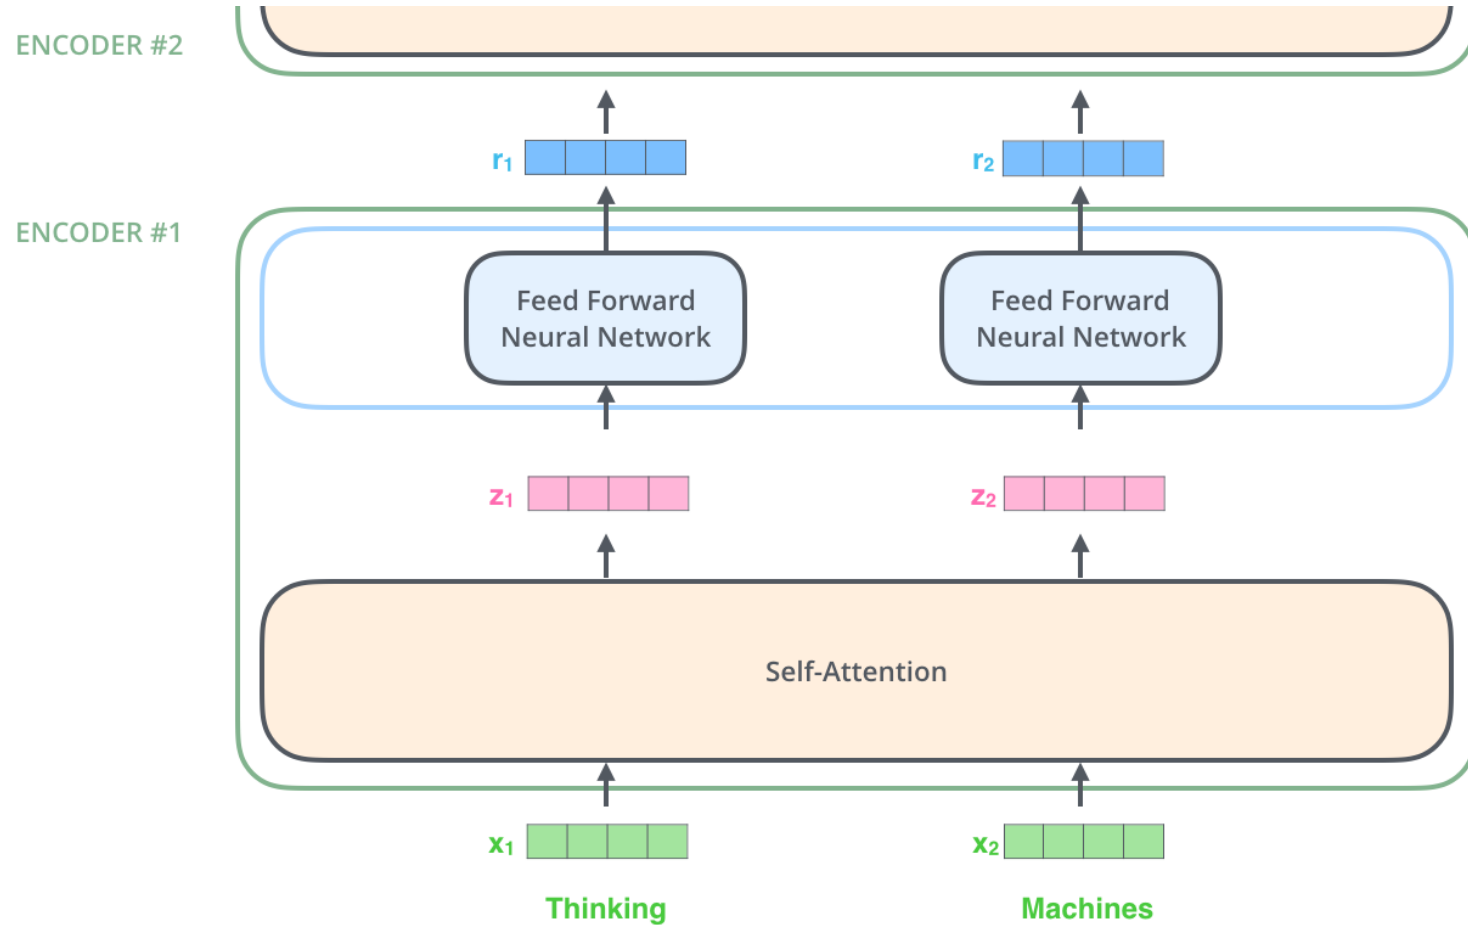 ENCODER #2
r₁
r₂
ENCODER #1
Feed Forward
Neural Network
Feed Forward
Neural Network
z₁
z₂
Self-Attention
x₁
x₂
Thinking
Machines